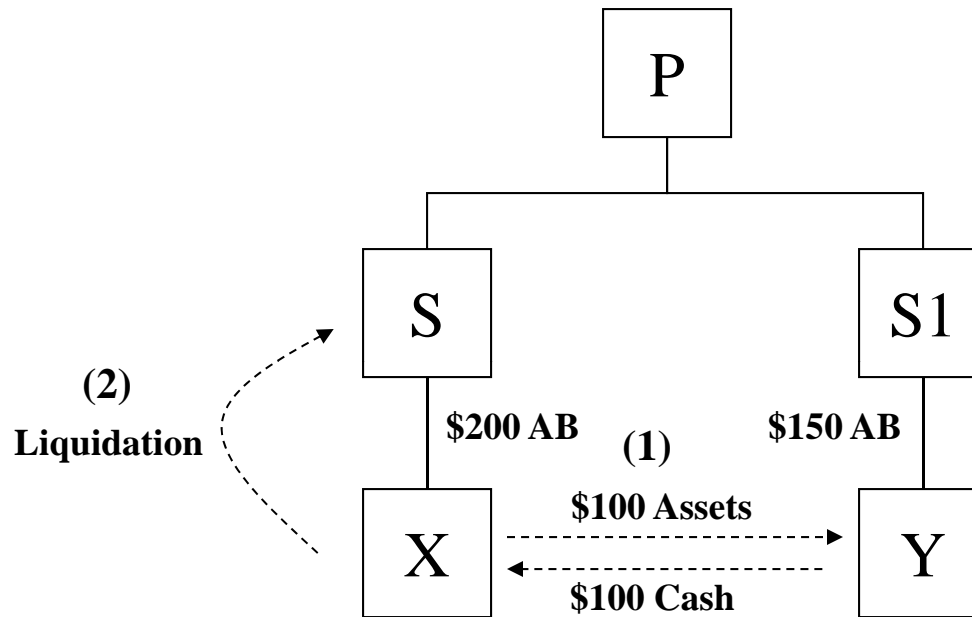 P
S
S1
(2)
Liquidation
$200 AB
(1)
$150 AB
$100 Assets
X
Y
$100 Cash